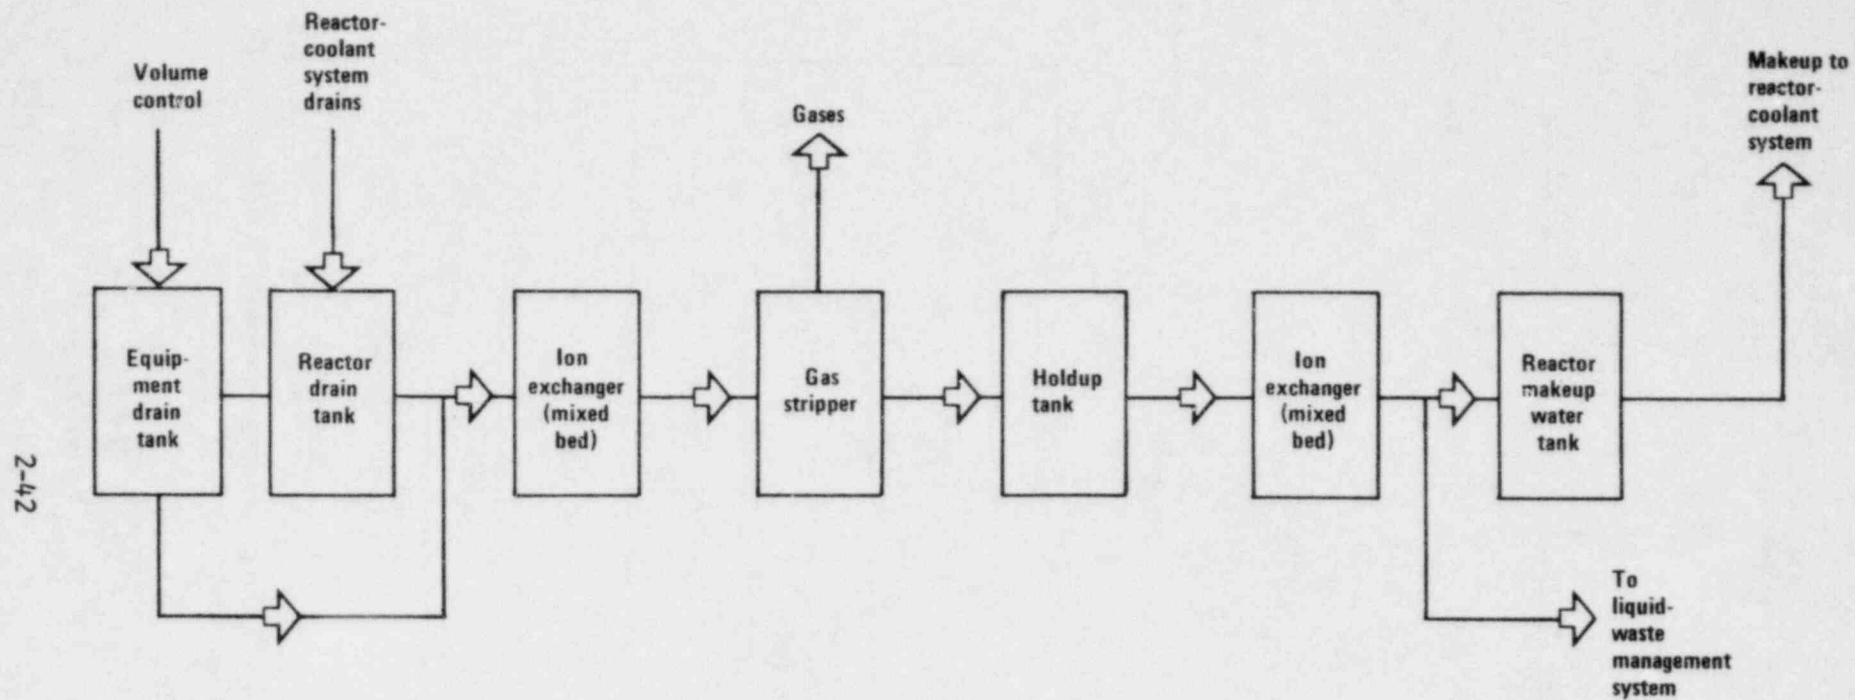 Volume
control
Reactor-
coolant
system
drains
Gases
Makeup to
reactor-
coolant
system
Equip-
ment
drain
tank
Reactor
drain
tank
Ion
exchanger
(mixed
bed)
Gas
stripper
Holdup
tank
Ion
exchanger
(mixed
bed)
Reactor
makeup
water
tank
To
liquid-
waste
management
system
2-42